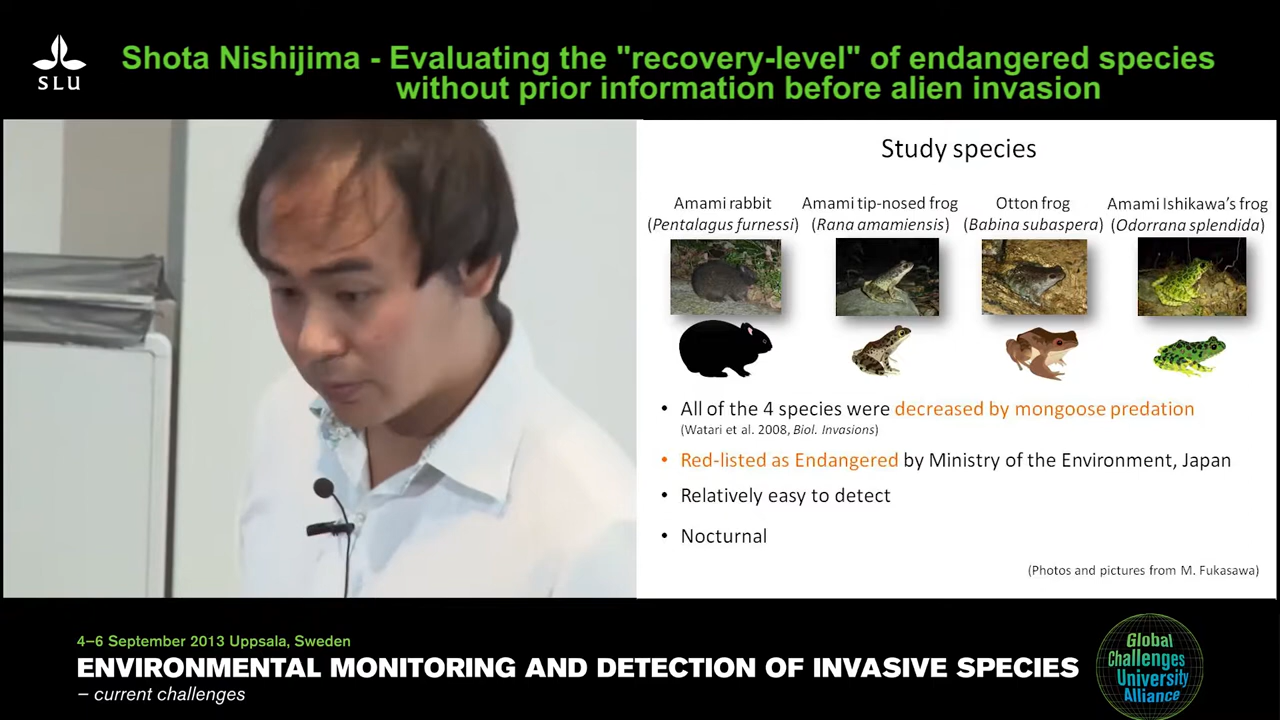 SLU
Shota Nishijima - Evaluating the "recovery-level" of endangered species
without prior information before alien invasion
Study species
Amami rabbit
(Pentalagus furnessi)
Amami tip-nosed frog
(Rana amamiensis)
Otton frog
(Babina subaspera)
Amami Ishikawa's frog
(Odorrana splendida)
• All of the 4 species were decreased by mongoose predation
(Watari et al. 2008, Biol. Invasions)
• Red-listed as Endangered by Ministry of the Environment, Japan
• Relatively easy to detect
• Nocturnal
(Photos and pictures from M. Fukasawa)
4–6 September 2013 Uppsala, Sweden
ENVIRONMENTAL MONITORING AND DETECTION OF INVASIVE SPECIES
– current challenges
Global
Challenges
University
Alliance